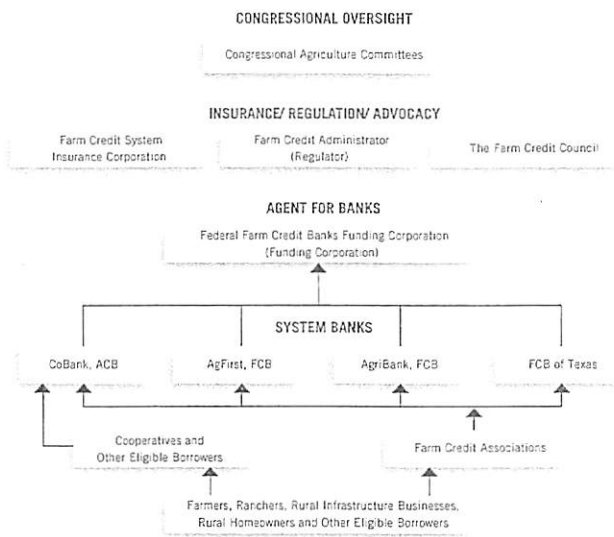 CONGRESSIONAL OVERSIGHT
Congressional Agriculture Committees
INSURANCE/ REGULATION/ ADVOCACY
Farm Credit System
Insurance Corporation
Farm Credit Administrator
(Regulator)
The Farm Credit Council
AGENT FOR BANKS
Federal Farm Credit Banks Funding Corporation
(Funding Corporation)
SYSTEM BANKS
CoBank, ACB
AgFirst, FCB
AgriBank, FCB
FCB of Texas
Cooperatives and
Other Eligible Borrowers
Farm Credit Associations
Farmers, Ranchers, Rural Infrastructure Businesses,
Rural Homeowners and Other Eligible Borrowers